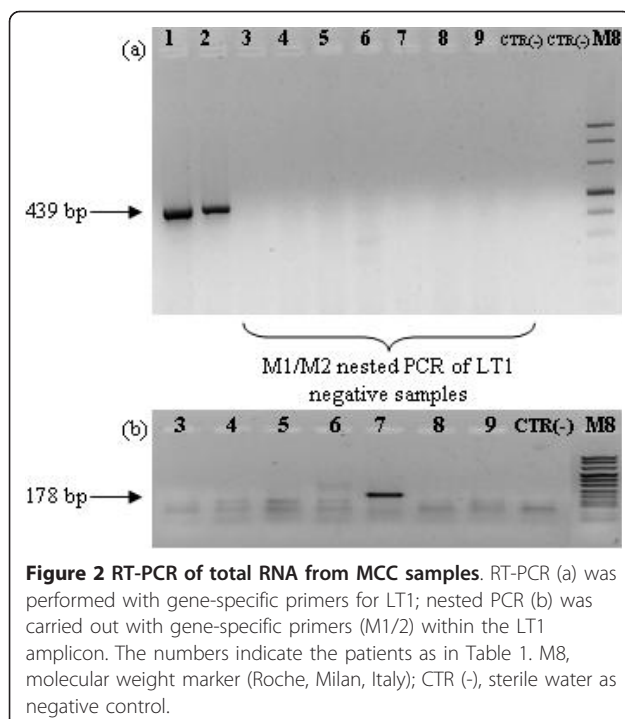 (a) 1 2 3 4 5 6 7 8 9 CTR(-) CTR(-) M8
439 bp
M1/M2 nested PCR of LT1
negative samples
(b) 3 4 5 6 7 8 9 CTR(-) M8
178 bp
Figure 2 RT-PCR of total RNA from MCC samples. RT-PCR (a) was
performed with gene-specific primers for LT1; nested PCR (b) was
carried out with gene-specific primers (M1/2) within the LT1
amplicon. The numbers indicate the patients as in Table 1. M8,
molecular weight marker (Roche, Milan, Italy); CTR (-), sterile water as
negative control.